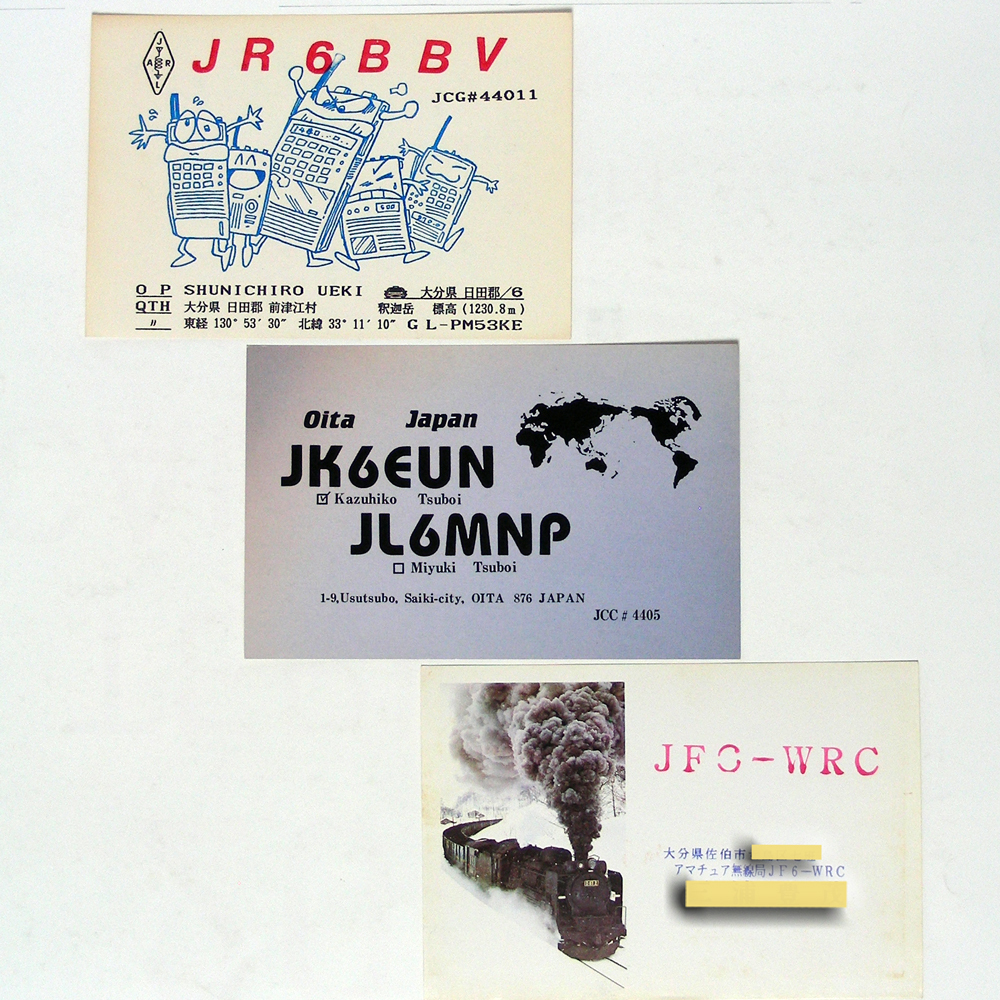 JARL
JR6BBV
JCG#44011
OP SHUNICHIRO UEKI 大分県 日田郡/6
QTH 大分県 日田郡 前津江村 釈迦岳 標高(1230.8m)
〃 東経 130° 53′ 30″ 北緯 33° 11′ 10″ GL-PM53KE
Oita Japan
JK6EUN
☑ Kazuhiko Tsuboi
JL6MNP
☐ Miyuki Tsuboi
1-9,Usutsubo, Saiki-city, OITA 876 JAPAN
JCC # 4405
JF6-WRC
大分県佐伯市
アマチュア無線局JF6-WRC